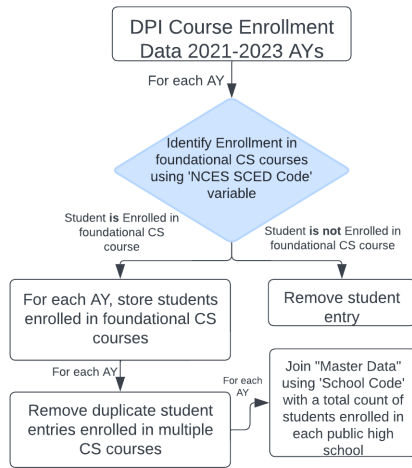 DPI Course Enrollment
Data 2021-2023 AYs
For each AY
Identify Enrollment in
foundational CS courses
using 'NCES SCED Code'
variable
Student is Enrolled in
foundational CS
course
Student is not Enrolled in
foundational CS course
For each AY, store students
enrolled in foundational CS
courses
Remove student
entry
For each AY
Remove duplicate student
entries enrolled in multiple
CS courses
For each
AY
Join "Master Data"
using 'School Code'
with a total count of
students enrolled in
each public high
school